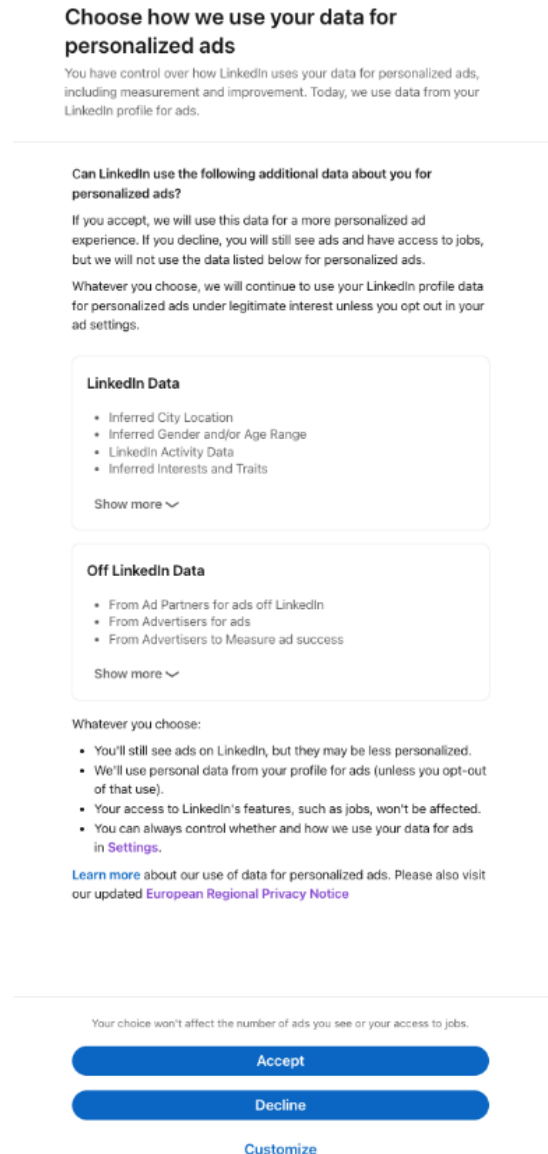 Choose how we use your data for
personalized ads
You have control over how LinkedIn uses your data for personalized ads,
including measurement and improvement. Today, we use data from your
LinkedIn profile for ads.
Can LinkedIn use the following additional data about you for
personalized ads?
If you accept, we will use this data for a more personalized ad
experience. If you decline, you will still see ads and have access to jobs,
but we will not use the data listed below for personalized ads.
Whatever you choose, we will continue to use your LinkedIn profile data
for personalized ads under legitimate interest unless you opt out in your
ad settings.
LinkedIn Data
• Inferred City Location
• Inferred Gender and/or Age Range
• LinkedIn Activity Data
• Inferred Interests and Traits
Show more
Off LinkedIn Data
• From Ad Partners for ads off LinkedIn
• From Advertisers for ads
• From Advertisers to Measure ad success
Show more
Whatever you choose:
• You'll still see ads on LinkedIn, but they may be less personalized.
• We'll use personal data from your profile for ads (unless you opt-out
of that use).
• Your access to LinkedIn's features, such as jobs, won't be affected.
• You can always control whether and how we use your data for ads
in Settings.
Learn more about our use of data for personalized ads. Please also visit
our updated European Regional Privacy Notice
Your choice won't affect the number of ads you see or your access to jobs.
Accept
Decline
Customize